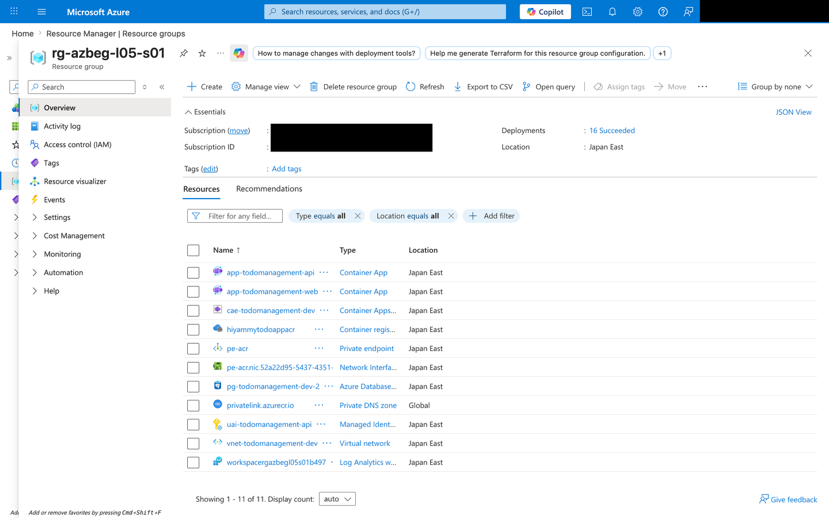 Microsoft Azure
Search resources, services, and docs (G+/)
Copilot
Home > Resource Manager | Resource groups >
rg-azbeg-l05-s01
Resource group
How to manage changes with deployment tools?
Help me generate Terraform for this resource group configuration.
+1
Search
Overview
Activity log
Access control (IAM)
Tags
Resource visualizer
Events
Settings
Cost Management
Monitoring
Automation
Help
Create
Manage view
Delete resource group
Refresh
Export to CSV
Open query
Assign tags
Move
Group by none
Essentials
JSON View
Subscription (move) :
Subscription ID :
Deployments : 16 Succeeded
Location : Japan East
Tags (edit) : Add tags
Resources
Recommendations
Filter for any field...
Type equals all
Location equals all
Add filter
Name ↑ Type Location
app-todomanagement-api ··· Container App Japan East
app-todomanagement-web ··· Container App Japan East
cae-todomanagement-dev ··· Container Apps... Japan East
hiyammytodoappacr ··· Container regis... Japan East
pe-acr ··· Private endpoint Japan East
pe-acr.nic.52a22d95-5437-4351- Network Interfa... Japan East
pg-todomanagement-dev-2 ··· Azure Database... Japan East
privatelink.azurecr.io ··· Private DNS zone Global
uai-todomanagement-api ··· Managed Ident... Japan East
vnet-todomanagement-dev ··· Virtual network Japan East
workspacergazbegl05s01b497 Log Analytics w... Japan East
Showing 1 - 11 of 11. Display count: auto
Give feedback
Add or remove favorites by pressing Cmd+Shift+F